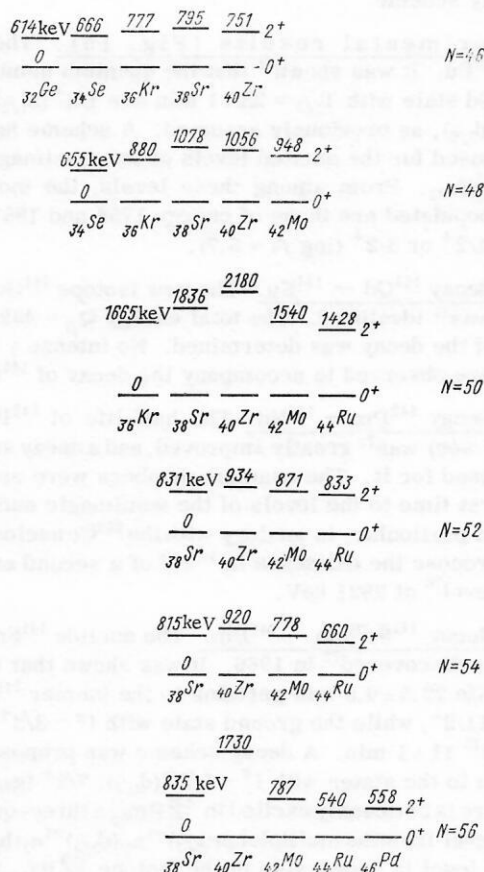 614keV 666 777 795 751 2⁺
0 0⁺ N=46
₃₂Ge ₃₄Se ₃₆Kr ₃₈Sr ₄₀Zr
655keV 880 1078 1056 948 2⁺
0 0⁺ N=48
₃₄Se ₃₆Kr ₃₈Sr ₄₀Zr ₄₂Mo
1665keV 1836 2180 1540 1428 2⁺
0 0⁺ N=50
₃₆Kr ₃₈Sr ₄₀Zr ₄₂Mo ₄₄Ru
831keV 934 871 833 2⁺
0 0⁺ N=52
₃₈Sr ₄₀Zr ₄₂Mo ₄₄Ru
815keV 920 778 660 2⁺
0 0⁺ N=54
₃₈Sr ₄₀Zr ₄₂Mo ₄₄Ru
835keV 1730 787 540 558 2⁺
0 0⁺ N=56
₃₈Sr ₄₀Zr ₄₂Mo ₄₄Ru ₄₆Pd